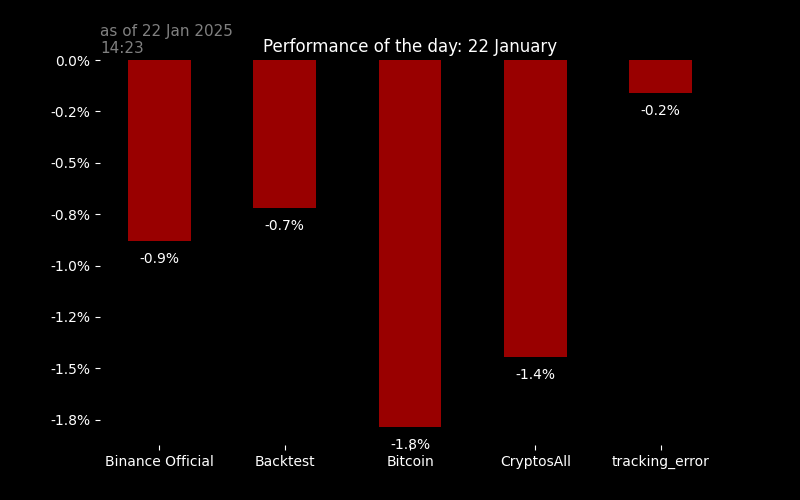 as of 22 Jan 2025
14:23
Performance of the day: 22 January
0.0%
-0.2%
-0.5%
-0.8%
-1.0%
-1.2%
-1.5%
-1.8%
-0.9%
-0.7%
-1.8%
-1.4%
-0.2%
Binance Official
Backtest
Bitcoin
CryptosAll
tracking_error